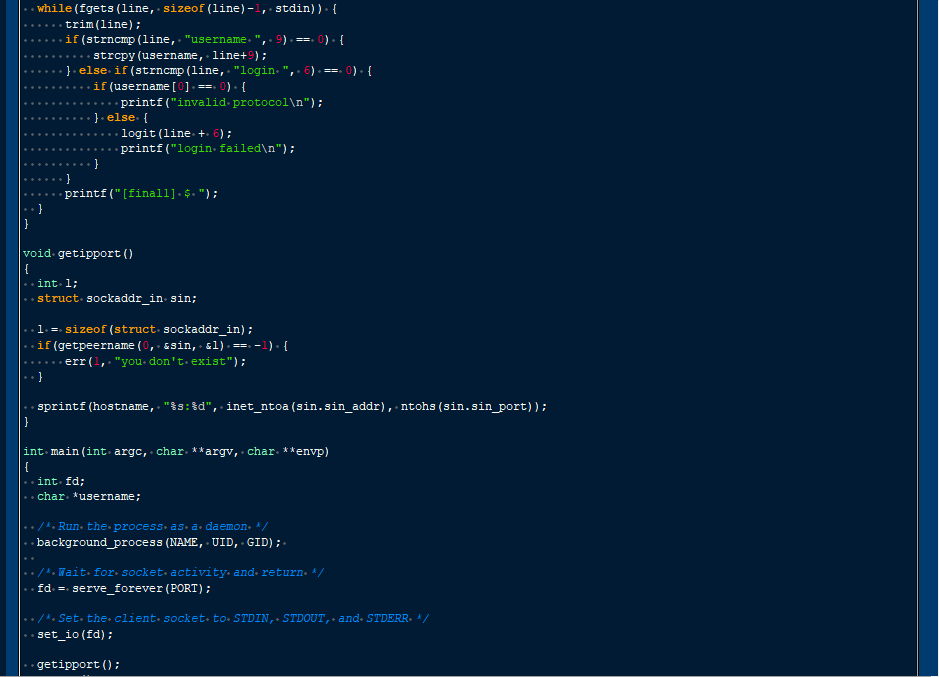 while(fgets(line, sizeof(line)-1, stdin)) {
trim(line);
if(strncmp(line, "username ", 9) == 0) {
strcpy(username, line+9);
} else if(strncmp(line, "login ", 6) == 0) {
if(username[0] == 0) {
printf("invalid protocol\n");
} else {
logit(line + 6);
printf("login failed\n");
}
}
printf("[final1] $ ");
}
}
void getipport()
{
int l;
struct sockaddr_in sin;
l = sizeof(struct sockaddr_in);
if(getpeername(0, &sin, &l) == -1) {
err(1, "you don't exist");
}
sprintf(hostname, "%s:%d", inet_ntoa(sin.sin_addr), ntohs(sin.sin_port));
}
int main(int argc, char **argv, char **envp)
{
int fd;
char *username;
/* Run the process as a daemon */
background_process(NAME, UID, GID);
/* Wait for socket activity and return */
fd = serve_forever(PORT);
/* Set the client socket to STDIN, STDOUT, and STDERR */
set_io(fd);
getipport();